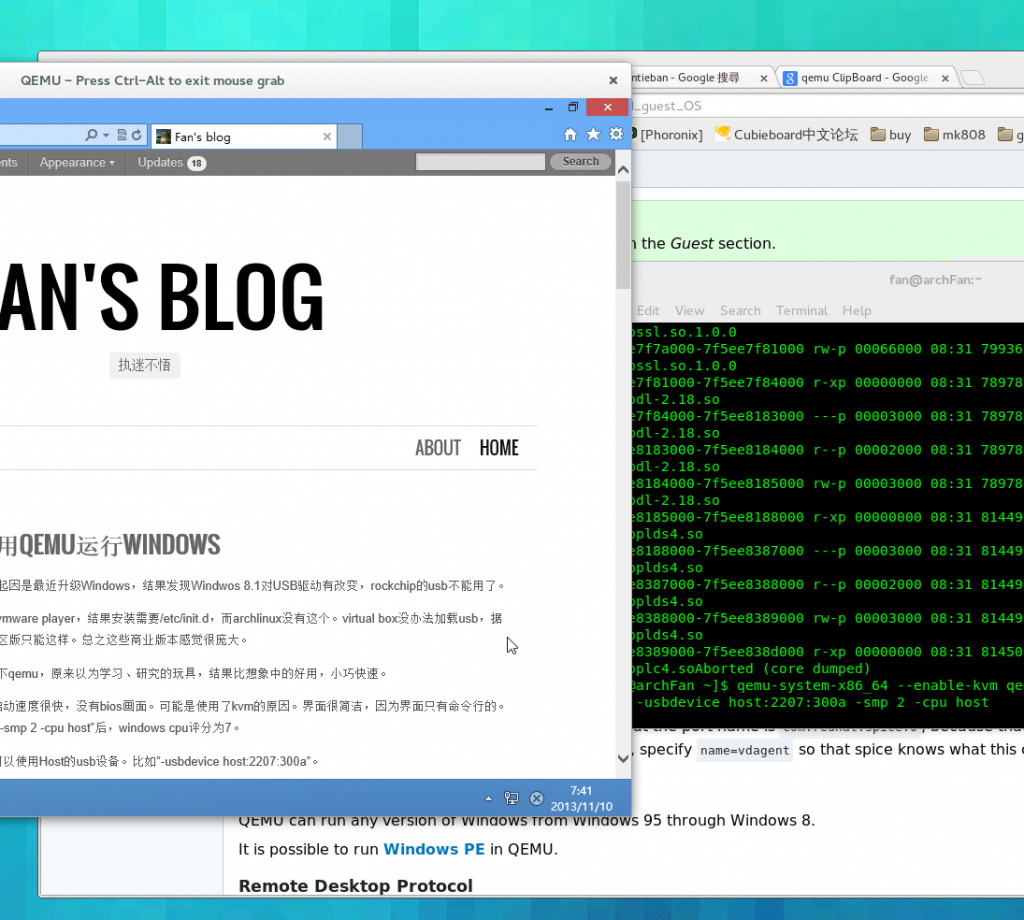 QEMU - Press Ctrl-Alt to exit mouse grab
Fan's blog
Appearance
Updates 18
Search
AN'S BLOG
执迷不悟
ABOUT HOME
用QEMU运行WINDOWS
起因是最近升级Windows，结果发现Windwos 8.1对USB驱动有改变，rockchip的usb不能用了。
vmware player，结果安装需要/etc/init.d，而archlinux没有这个。virtual box没办法加载usb，据
区版只能这样。总之这些商业版本感觉很庞大。
下qemu，原来以为学习、研究的玩具，结果比想象中的好用，小巧快速。
动速度很快，没有bios画面。可能是使用了kvm的原因。界面很简洁，因为界面只有命令行的。
-smp 2 -cpu host"后，windows cpu评分为7。
可以使用Host的usb设备。比如"-usbdevice host:2207:300a"。
7:41
2013/11/10
ntieban - Google 搜尋
qemu ClipBoard - Google
_guest_OS
[Phoronix]
Cubieboard中文论坛
buy
mk808
n the Guest section.
fan@archFan:~
Edit View Search Terminal Help
ossl.so.1.0.0
e7f7a000-7f5ee7f81000 rw-p 00066000 08:31 79936
ossl.so.1.0.0
e7f81000-7f5ee7f84000 r-xp 00000000 08:31 78978
odl-2.18.so
e7f84000-7f5ee8183000 ---p 00003000 08:31 78978
odl-2.18.so
e8183000-7f5ee8184000 r--p 00002000 08:31 78978
odl-2.18.so
e8184000-7f5ee8185000 rw-p 00003000 08:31 78978
odl-2.18.so
e8185000-7f5ee8188000 r-xp 00000000 08:31 81449
oplds4.so
e8188000-7f5ee8387000 ---p 00003000 08:31 81449
oplds4.so
e8387000-7f5ee8388000 r--p 00002000 08:31 81449
oplds4.so
e8388000-7f5ee8389000 rw-p 00003000 08:31 81449
oplds4.so
e8389000-7f5ee838d000 r-xp 00000000 08:31 81450
oplc4.soAborted (core dumped)
@archFan ~]$ qemu-system-x86_64 --enable-kvm qe
-usbdevice host:2207:300a -smp 2 -cpu host
, specify name=vdagent so that spice knows what this
QEMU can run any version of Windows from Windows 95 through Windows 8.
It is possible to run Windows PE in QEMU.
Remote Desktop Protocol